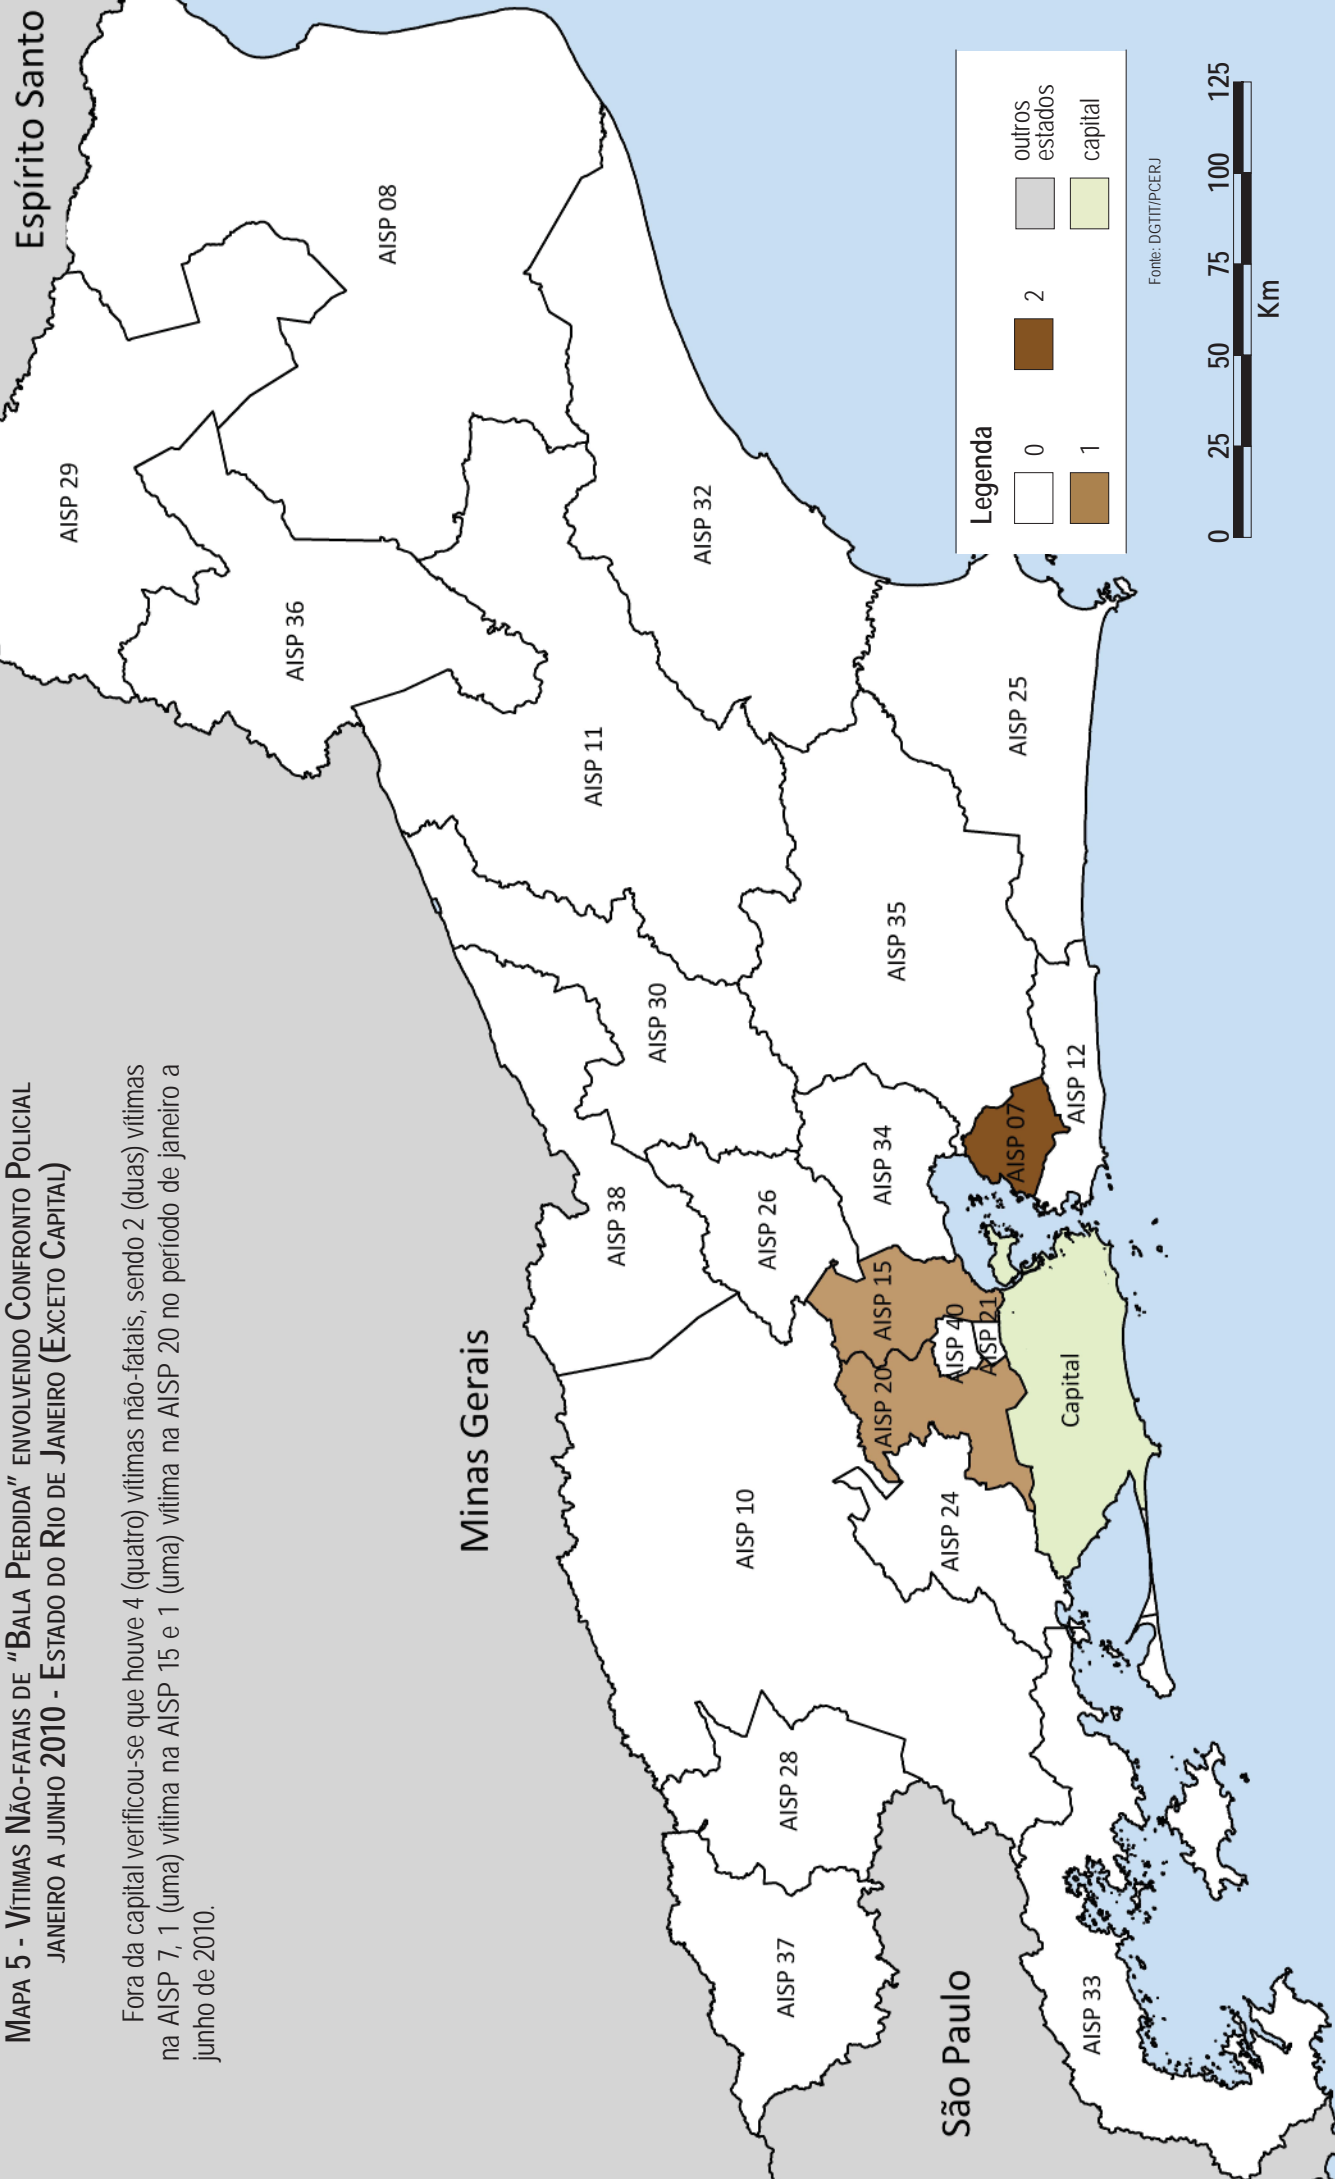 MAPA 5 - VÍTIMAS NÃO-FATAIS DE "BALA PERDIDA" ENVOLVENDO CONFRONTO POLICIAL
JANEIRO A JUNHO 2010 - ESTADO DO RIO DE JANEIRO (EXCETO CAPITAL)
Fora da capital verificou-se que houve 4 (quatro) vítimas não-fatais, sendo 2 (duas) vítimas
na AISP 7, 1 (uma) vítima na AISP 15 e 1 (uma) vítima na AISP 20 no período de janeiro a
junho de 2010.
Espírito Santo
Minas Gerais
São Paulo
AISP 29
AISP 08
AISP 36
AISP 32
AISP 11
AISP 25
AISP 35
AISP 30
AISP 12
AISP 07
AISP 34
AISP 38
AISP 26
AISP 15
AISP 40
AISP 21
AISP 20
Capital
AISP 10
AISP 24
AISP 28
AISP 37
AISP 33
Legenda
0
2
outros
estados
1
capital
Fonte: DGTIT/PCERJ
0 25 50 75 100 125
Km